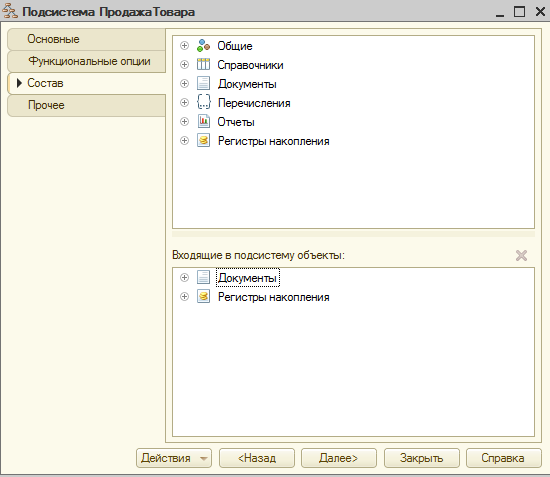 Подсистема ПродажаТовара
Основные
Функциональные опции
Состав
Прочее
Общие
Справочники
Документы
Перечисления
Отчеты
Регистры накопления
Входящие в подсистему объекты:
Документы
Регистры накопления
Действия
<Назад
Далее>
Закрыть
Справка